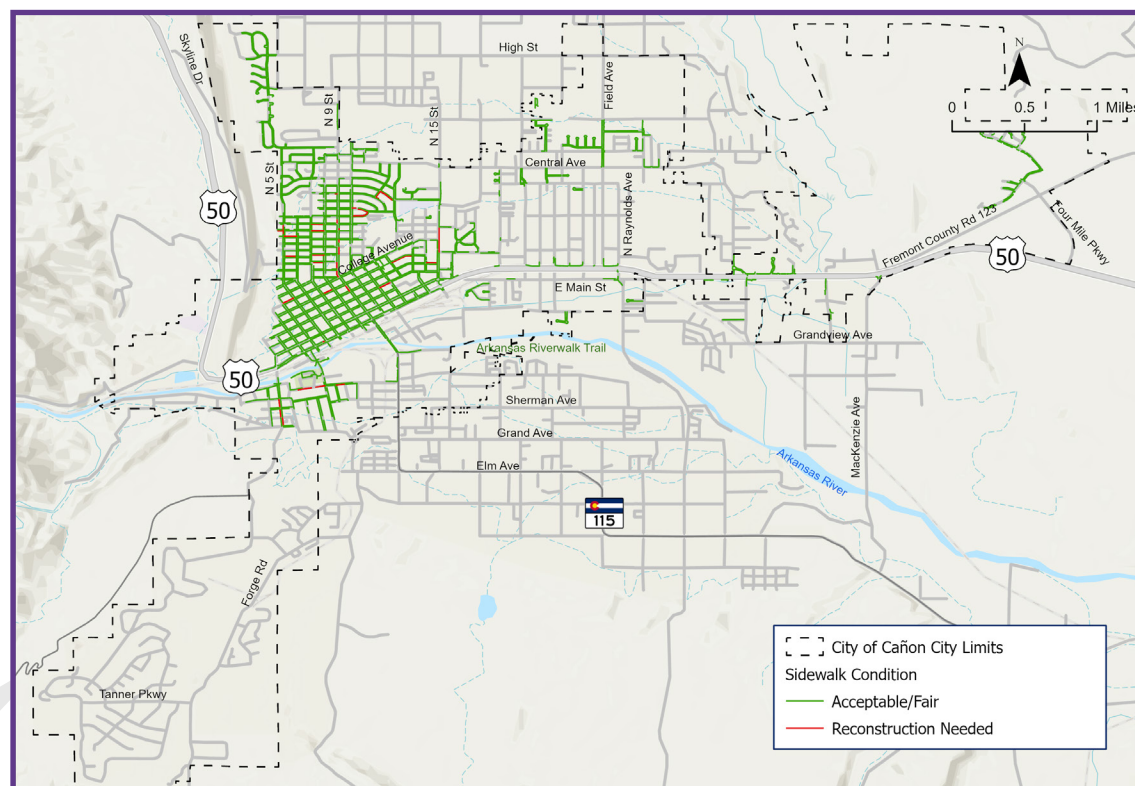 High St
Skyline Dr
N
Field Ave
N 9 St
N 15 St
0 0.5 1 Miles
Central Ave
N 5 St
N Raynolds Ave
50
College Avenue
Fremont County Rd 123
Four Mile Pkwy
50
E Main St
Grandview Ave
Arkansas Riverwalk Trail
50
Sherman Ave
MacKenzie Ave
Grand Ave
Elm Ave
Arkansas River
115
Forge Rd
Tanner Pkwy
City of Cañon City Limits
Sidewalk Condition
Acceptable/Fair
Reconstruction Needed